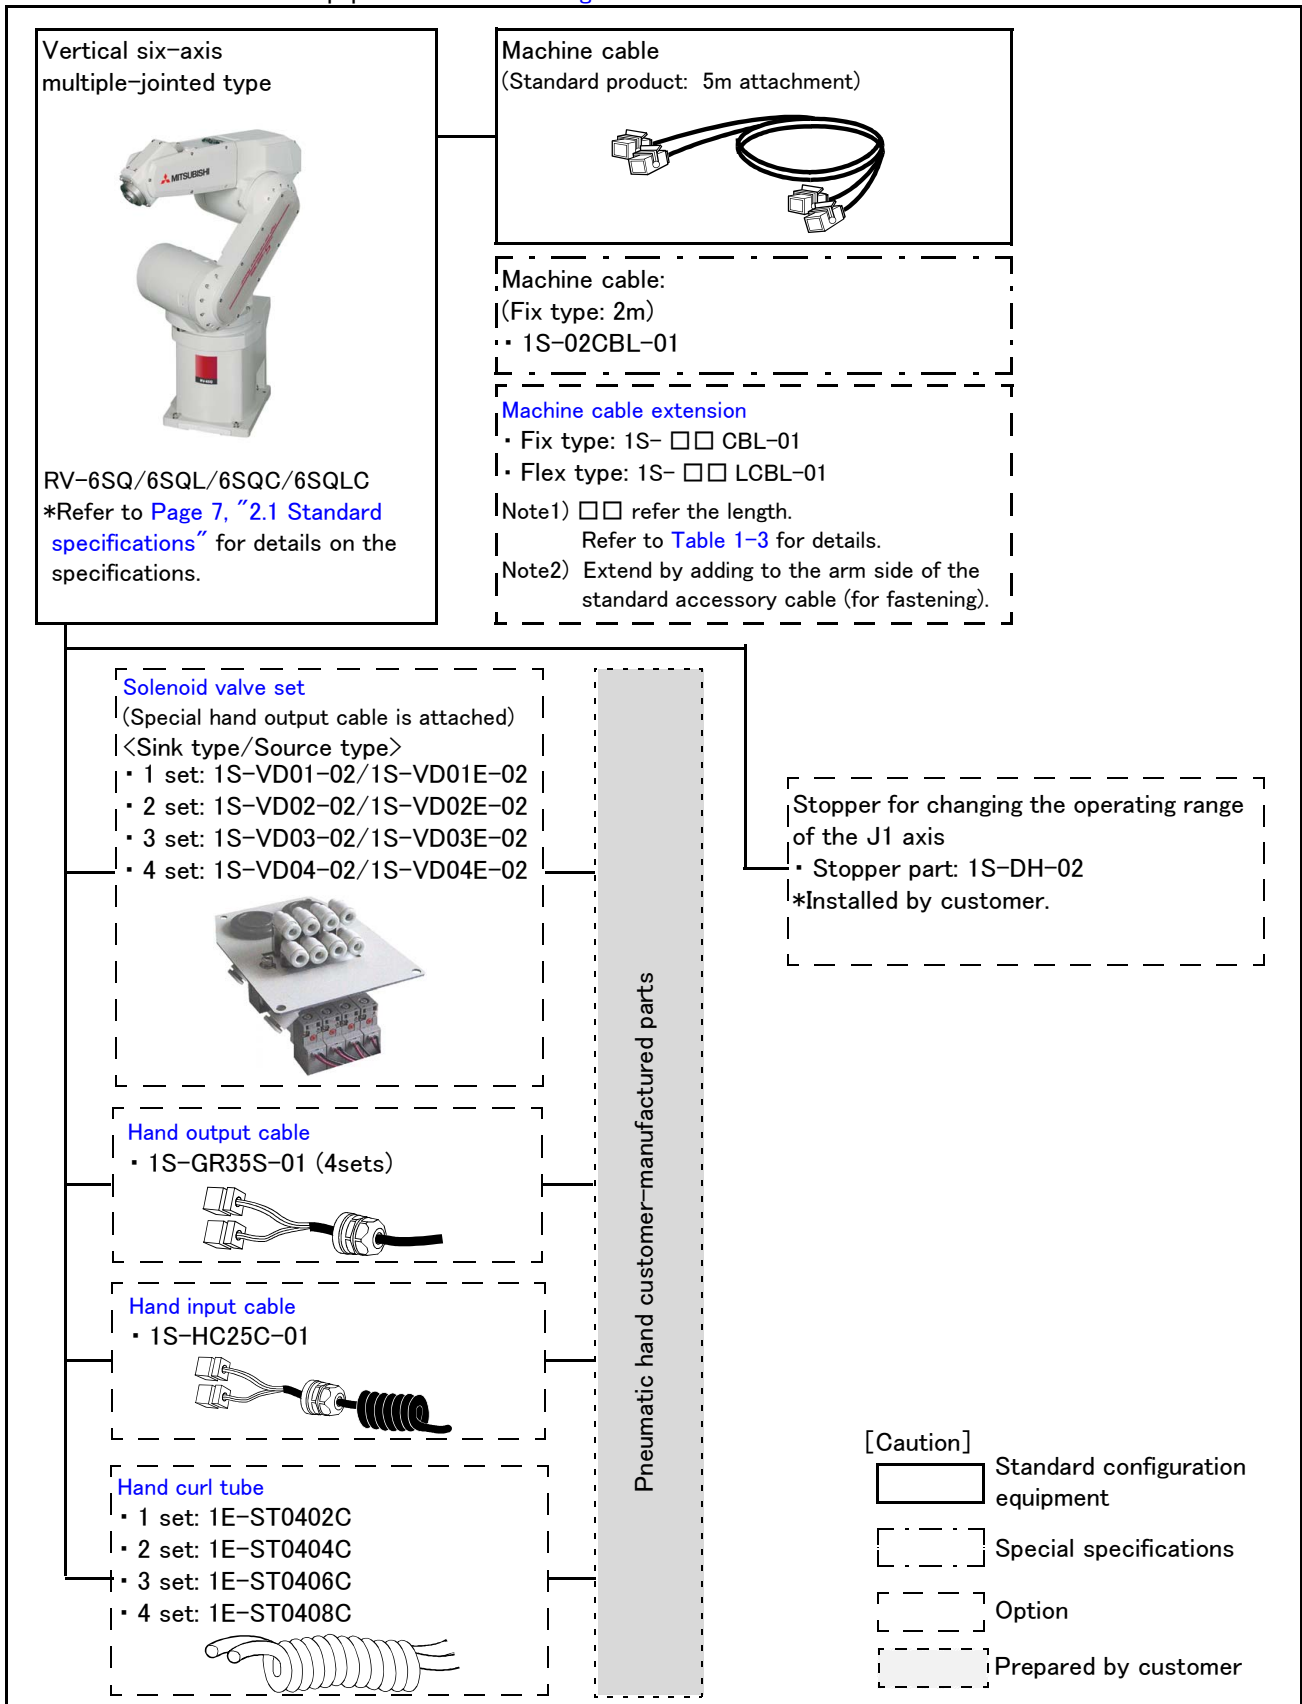 Vertical six-axis
multiple-jointed type
MITSUBISHI
RV-6SQ/6SQL/6SQC/6SQLC
*Refer to Page 7, "2.1 Standard
specifications" for details on the
specifications.
Machine cable
(Standard product: 5m attachment)
Machine cable:
(Fix type: 2m)
・ 1S-02CBL-01
Machine cable extension
・ Fix type: 1S- □□ CBL-01
・ Flex type: 1S- □□ LCBL-01
Note1) □□ refer the length.
Refer to Table 1-3 for details.
Note2) Extend by adding to the arm side of the
standard accessory cable (for fastening).
Solenoid valve set
(Special hand output cable is attached)
<Sink type/Source type>
・ 1 set: 1S-VD01-02/1S-VD01E-02
・ 2 set: 1S-VD02-02/1S-VD02E-02
・ 3 set: 1S-VD03-02/1S-VD03E-02
・ 4 set: 1S-VD04-02/1S-VD04E-02
Stopper for changing the operating range
of the J1 axis
・ Stopper part: 1S-DH-02
*Installed by customer.
Hand output cable
・ 1S-GR35S-01 (4sets)
Hand input cable
・ 1S-HC25C-01
Hand curl tube
・ 1 set: 1E-ST0402C
・ 2 set: 1E-ST0404C
・ 3 set: 1E-ST0406C
・ 4 set: 1E-ST0408C
Pneumatic hand customer-manufactured parts
[Caution]
Standard configuration
equipment
Special specifications
Option
Prepared by customer